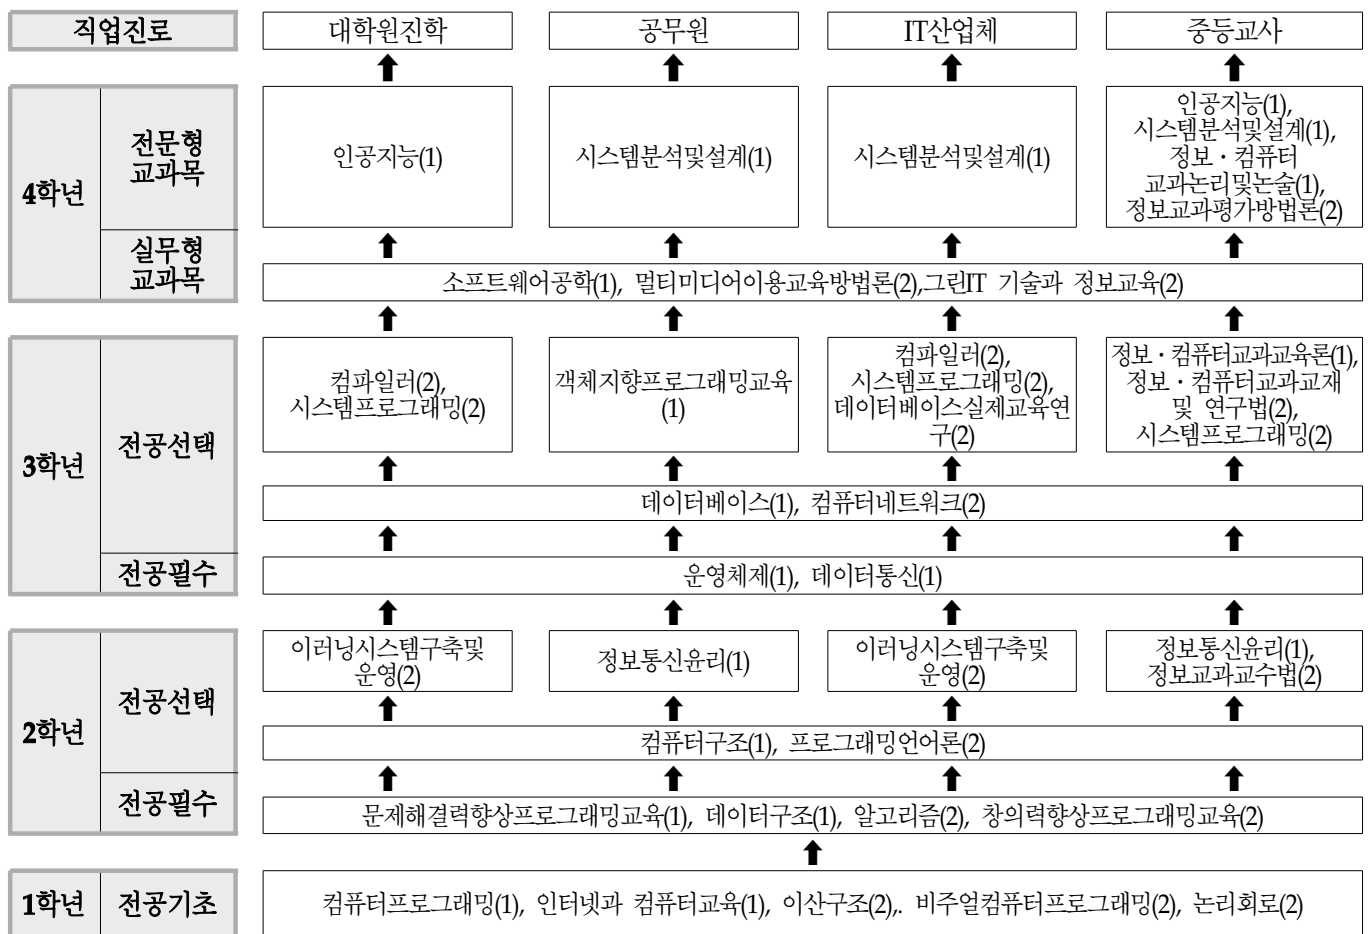 직업진로
대학원진학
공무원
IT산업체
중등교사
4학년
전문형
교과목
인공지능(1)
시스템분석및설계(1)
시스템분석및설계(1)
인공지능(1),
시스템분석및설계(1),
정보・컴퓨터
교과논리및논술(1),
정보교과평가방법론(2)
실무형
교과목
소프트웨어공학(1), 멀티미디어이용교육방법론(2),그린IT 기술과 정보교육(2)
3학년
전공선택
컴파일러(2),
시스템프로그래밍(2)
객체지향프로그래밍교육
(1)
컴파일러(2),
시스템프로그래밍(2),
데이터베이스실제교육연
구(2)
정보・컴퓨터교과교육론(1),
정보・컴퓨터교과교재
및 연구법(2),
시스템프로그래밍(2)
데이터베이스(1), 컴퓨터네트워크(2)
전공필수
운영체제(1), 데이터통신(1)
2학년
전공선택
이러닝시스템구축및
운영(2)
정보통신윤리(1)
이러닝시스템구축및
운영(2)
정보통신윤리(1),
정보교과교수법(2)
컴퓨터구조(1), 프로그래밍언어론(2)
전공필수
문제해결력향상프로그래밍교육(1), 데이터구조(1), 알고리즘(2), 창의력향상프로그래밍교육(2)
1학년
전공기초
컴퓨터프로그래밍(1), 인터넷과 컴퓨터교육(1), 이산구조(2),. 비주얼컴퓨터프로그래밍(2), 논리회로(2)